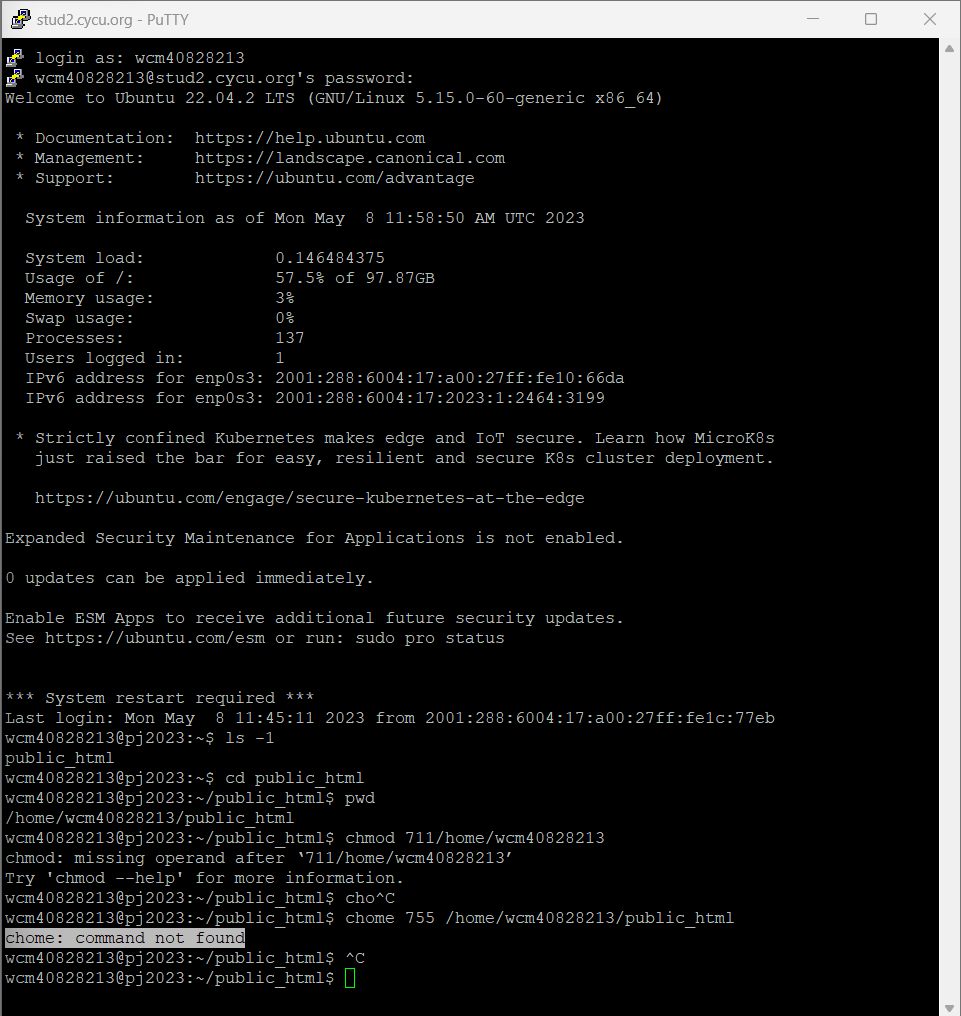 stud2.cycu.org - PuTTY
login as: wcm40828213
wcm40828213@stud2.cycu.org's password:
Welcome to Ubuntu 22.04.2 LTS (GNU/Linux 5.15.0-60-generic x86_64)
* Documentation:  https://help.ubuntu.com
* Management:     https://landscape.canonical.com
* Support:        https://ubuntu.com/advantage
System information as of Mon May  8 11:58:50 AM UTC 2023
System load:             0.146484375
Usage of /:              57.5% of 97.87GB
Memory usage:            3%
Swap usage:              0%
Processes:               137
Users logged in:         1
IPv6 address for enp0s3: 2001:288:6004:17:a00:27ff:fe10:66da
IPv6 address for enp0s3: 2001:288:6004:17:2023:1:2464:3199
* Strictly confined Kubernetes makes edge and IoT secure. Learn how MicroK8s
just raised the bar for easy, resilient and secure K8s cluster deployment.
https://ubuntu.com/engage/secure-kubernetes-at-the-edge
Expanded Security Maintenance for Applications is not enabled.
0 updates can be applied immediately.
Enable ESM Apps to receive additional future security updates.
See https://ubuntu.com/esm or run: sudo pro status
*** System restart required ***
Last login: Mon May  8 11:45:11 2023 from 2001:288:6004:17:a00:27ff:fe1c:77eb
wcm40828213@pj2023:~$ ls -1
public_html
wcm40828213@pj2023:~$ cd public_html
wcm40828213@pj2023:~/public_html$ pwd
/home/wcm40828213/public_html
wcm40828213@pj2023:~/public_html$ chmod 711/home/wcm40828213
chmod: missing operand after ‘711/home/wcm40828213’
Try 'chmod --help' for more information.
wcm40828213@pj2023:~/public_html$ cho^C
wcm40828213@pj2023:~/public_html$ chome 755 /home/wcm40828213/public_html
chome: command not found
wcm40828213@pj2023:~/public_html$ ^C
wcm40828213@pj2023:~/public_html$